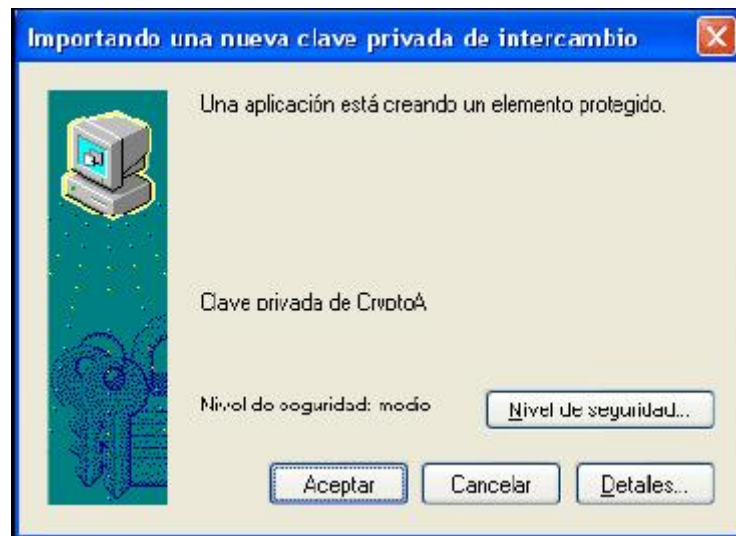 Importando una nueva clave privada de intercambio
Una aplicación está creando un elemento protegido.
Clave privada de CryptoA
Nivel de seguridad: medio
Nivel de seguridad...
Aceptar
Cancelar
Detalles...